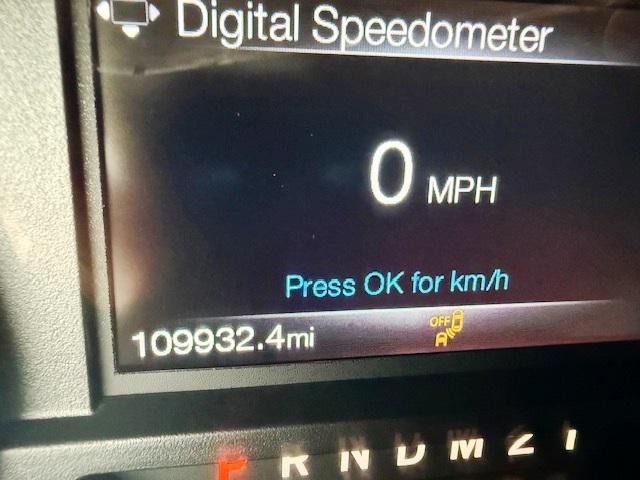 Digital Speedometer
0 MPH
Press OK for km/h
OFF
A
109932.4mi
P R N D M 2 1